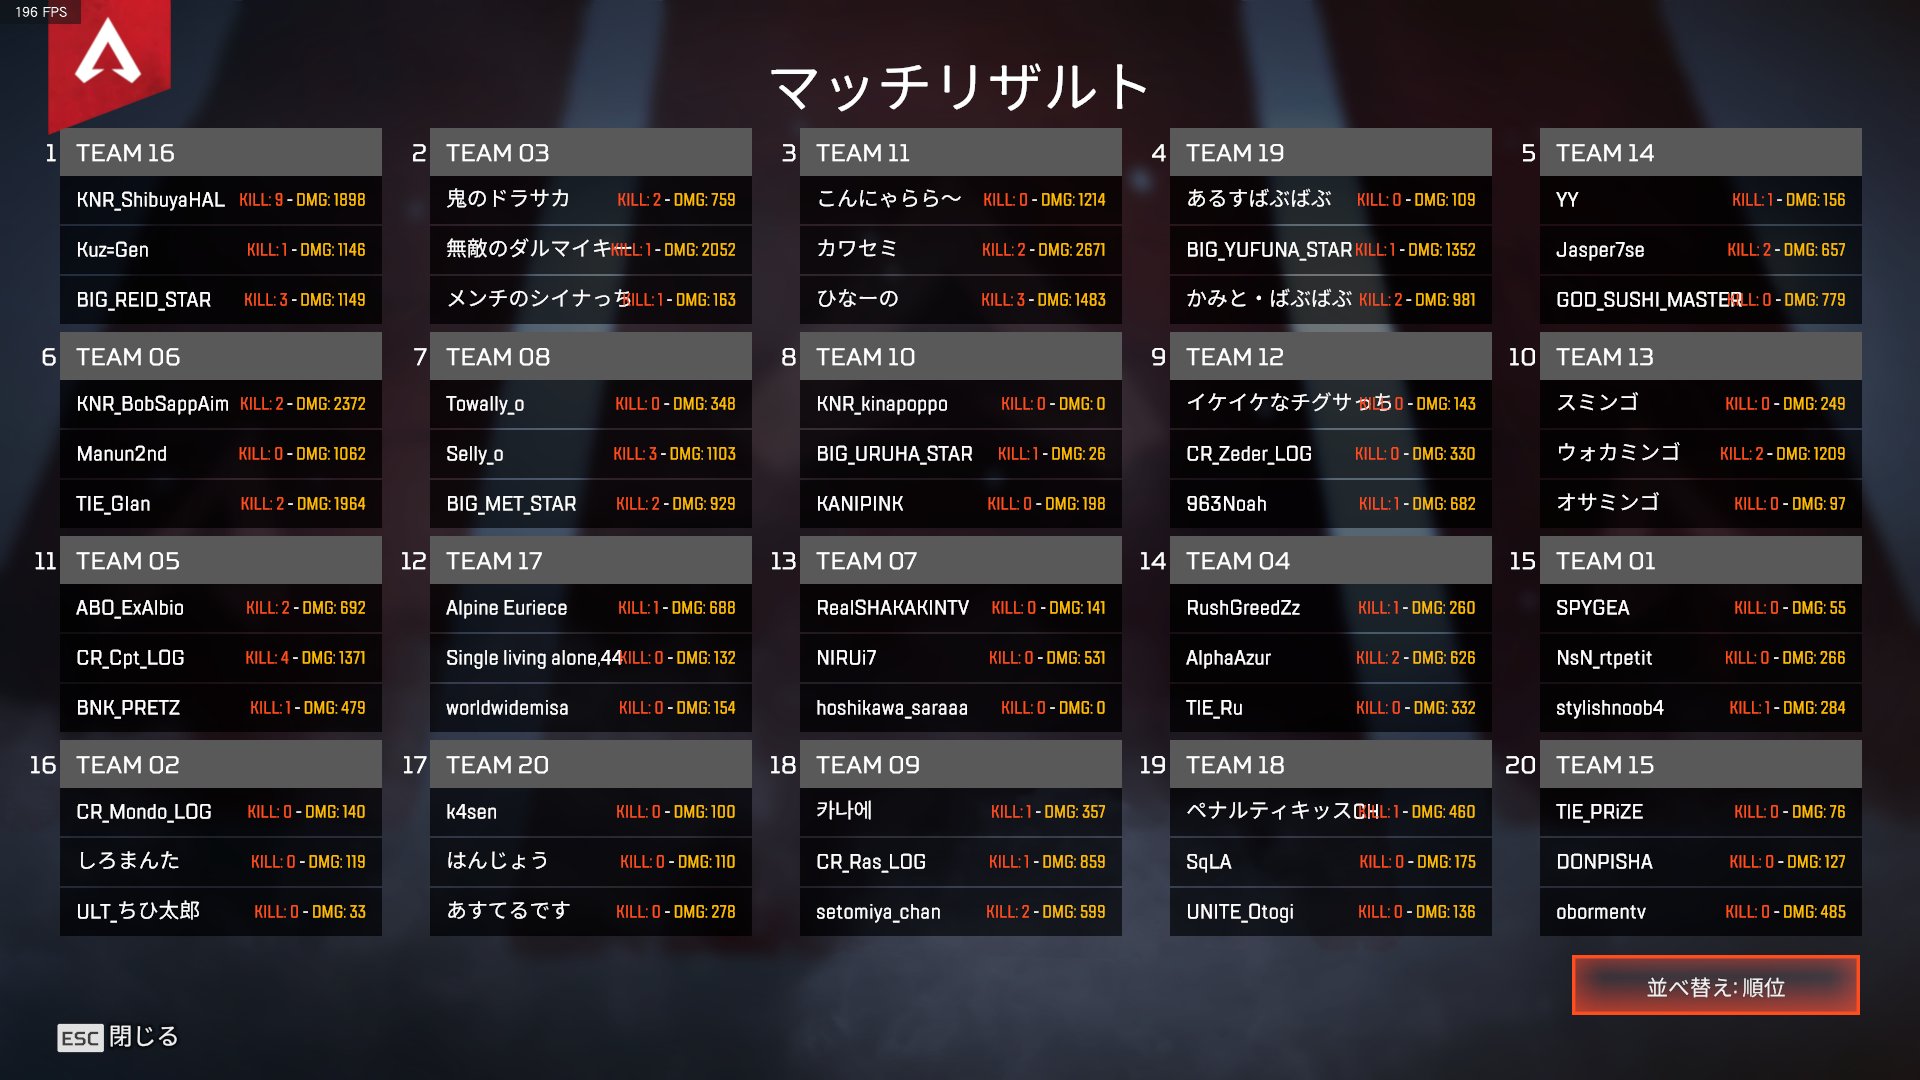 196 FPS
マッチリザルト
1 TEAM 16
KNR_ShibuyaHAL KILL: 9 - DMG: 1898
Kuz=Gen KILL: 1 - DMG: 1146
BIG_REID_STAR KILL: 3 - DMG: 1149
2 TEAM 03
鬼のドラサカ KILL: 2 - DMG: 759
無敵のダルマイキー KILL: 1 - DMG: 2052
メンチのシイナっち KILL: 1 - DMG: 163
3 TEAM 11
こんにゃらら～ KILL: 0 - DMG: 1214
カワセミ KILL: 2 - DMG: 2671
ひなーの KILL: 3 - DMG: 1483
4 TEAM 19
あるすばぶばぶ KILL: 0 - DMG: 109
BIG_YUFUNA_STAR KILL: 1 - DMG: 1352
かみと・ばぶばぶ KILL: 2 - DMG: 981
5 TEAM 14
YY KILL: 1 - DMG: 156
Jasper7se KILL: 2 - DMG: 657
GOD_SUSHI_MASTER KILL: 0 - DMG: 779
6 TEAM 06
KNR_BobSappAim KILL: 2 - DMG: 2372
Manun2nd KILL: 0 - DMG: 1062
TIE_Glan KILL: 2 - DMG: 1964
7 TEAM 08
Towally_o KILL: 0 - DMG: 348
Selly_o KILL: 3 - DMG: 1103
BIG_MET_STAR KILL: 2 - DMG: 929
8 TEAM 10
KNR_kinapoppo KILL: 0 - DMG: 0
BIG_URUHA_STAR KILL: 1 - DMG: 26
KANIPINK KILL: 0 - DMG: 198
9 TEAM 12
イケイケなチグサっち KILL: 0 - DMG: 143
CR_Zeder_LOG KILL: 0 - DMG: 330
963Noah KILL: 1 - DMG: 682
10 TEAM 13
スミンゴ KILL: 0 - DMG: 249
ウォカミンゴ KILL: 2 - DMG: 1209
オサミンゴ KILL: 0 - DMG: 97
11 TEAM 05
ABO_ExAlbio KILL: 2 - DMG: 692
CR_Cpt_LOG KILL: 4 - DMG: 1371
BNK_PRETZ KILL: 1 - DMG: 479
12 TEAM 17
Alpine Euriece KILL: 1 - DMG: 688
Single living alone,44 KILL: 0 - DMG: 132
worldwidemisa KILL: 0 - DMG: 154
13 TEAM 07
RealSHAKAKINTV KILL: 0 - DMG: 141
NIRUi7 KILL: 0 - DMG: 531
hoshikawa_saraaa KILL: 0 - DMG: 0
14 TEAM 04
RushGreedZz KILL: 1 - DMG: 260
AlphaAzur KILL: 2 - DMG: 626
TIE_Ru KILL: 0 - DMG: 332
15 TEAM 01
SPYGEA KILL: 0 - DMG: 55
NsN_rtpetit KILL: 0 - DMG: 266
stylishnoob4 KILL: 1 - DMG: 284
16 TEAM 02
CR_Mondo_LOG KILL: 0 - DMG: 140
しろまんた KILL: 0 - DMG: 119
ULT_ちひ太郎 KILL: 0 - DMG: 33
17 TEAM 20
k4sen KILL: 0 - DMG: 100
はんじょう KILL: 0 - DMG: 110
あすてるです KILL: 0 - DMG: 278
18 TEAM 09
카나에 KILL: 1 - DMG: 357
CR_Ras_LOG KILL: 1 - DMG: 859
setomiya_chan KILL: 2 - DMG: 599
19 TEAM 18
ペナルティキッスCH KILL: 1 - DMG: 460
SqLA KILL: 0 - DMG: 175
UNITE_Otogi KILL: 0 - DMG: 136
20 TEAM 15
TIE_PRiZE KILL: 0 - DMG: 76
DONPISHA KILL: 0 - DMG: 127
obormentv KILL: 0 - DMG: 485
並べ替え: 順位
ESC 閉じる